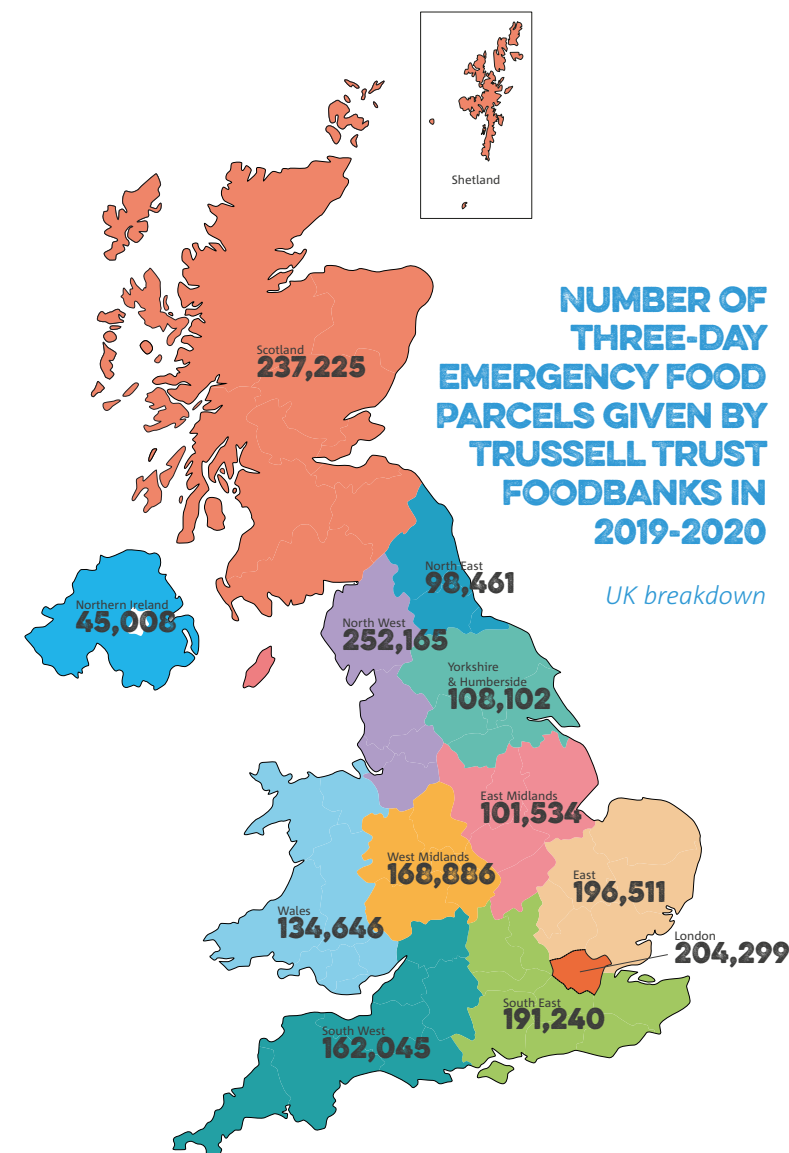 Shetland
NUMBER OF
THREE-DAY
EMERGENCY FOOD
PARCELS GIVEN BY
TRUSSELL TRUST
FOODBANKS IN
2019-2020
UK breakdown
Scotland
237,225
North East
98,461
Northern Ireland
45,008
North West
252,165
Yorkshire
& Humberside
108,102
East Midlands
101,534
West Midlands
168,886
East
196,511
Wales
134,646
London
204,299
South East
191,240
South West
162,045